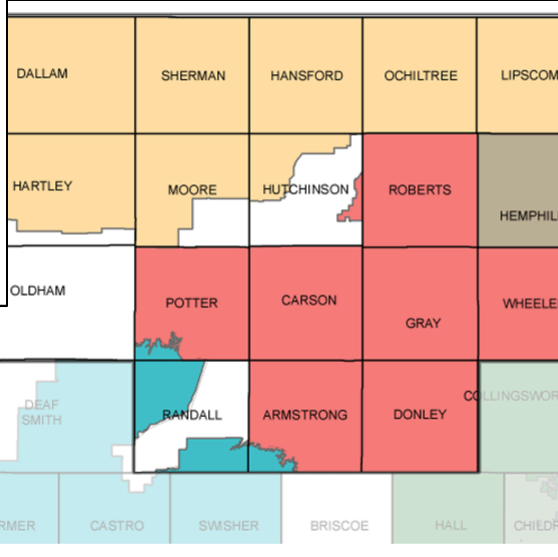 DALLAM
SHERMAN
HANSFORD
OCHILTREE
LIPSCOM
HARTLEY
MOORE
HUTCHINSON
ROBERTS
HEMPHIL
OLDHAM
POTTER
CARSON
GRAY
WHEELE
DEAF
SMITH
RANDALL
ARMSTRONG
DONLEY
COLLINGSWOR
RMER
CASTRO
SWISHER
BRISCOE
HALL
CHILDR